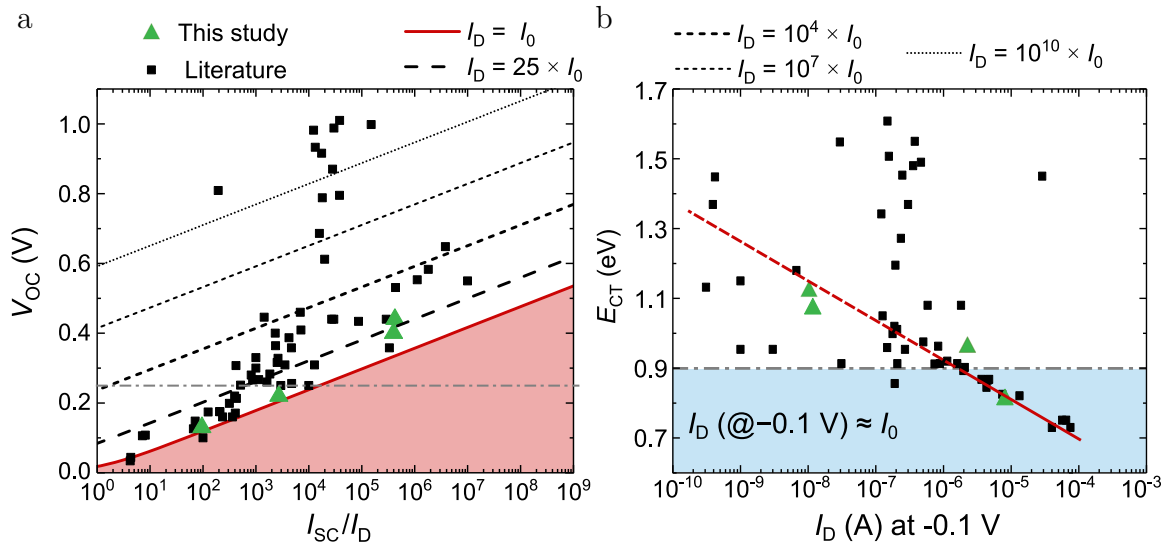 a
This study
Literature
I_D = I_0
I_D = 25 × I_0
1.0
0.8
0.6
0.4
0.2
0.0
V_OC (V)
10^0 10^1 10^2 10^3 10^4 10^5 10^6 10^7 10^8 10^9
I_SC/I_D
b
I_D = 10^4 × I_0
I_D = 10^7 × I_0
I_D = 10^10 × I_0
1.7
1.5
1.3
1.1
0.9
0.7
E_CT (eV)
I_D (@−0.1 V) ≈ I_0
10^-10 10^-9 10^-8 10^-7 10^-6 10^-5 10^-4 10^-3
I_D (A) at -0.1 V